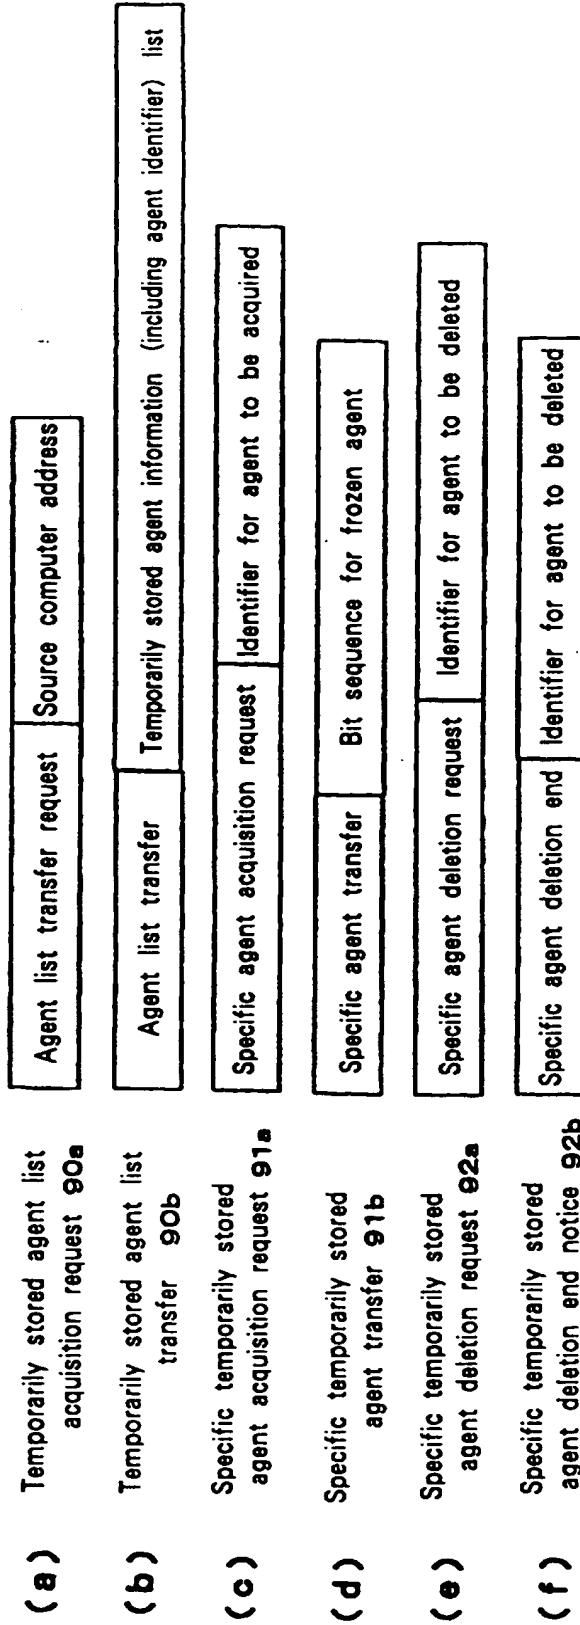 (a) Temporarily stored agent list
acquisition request 90a
Agent list transfer request
Source computer address
(b) Temporarily stored agent list
transfer 90b
Agent list transfer
Temporarily stored agent information (including agent identifier) list
(c) Specific temporarily stored
agent acquisition request 91a
Specific agent acquisition request
Identifier for agent to be acquired
(d) Specific temporarily stored
agent transfer 91b
Specific agent transfer
Bit sequence for frozen agent
(e) Specific temporarily stored
agent deletion request 92a
Specific agent deletion request
Identifier for agent to be deleted
(f) Specific temporarily stored
agent deletion end notice 92b
Specific agent deletion end
Identifier for agent to be deleted